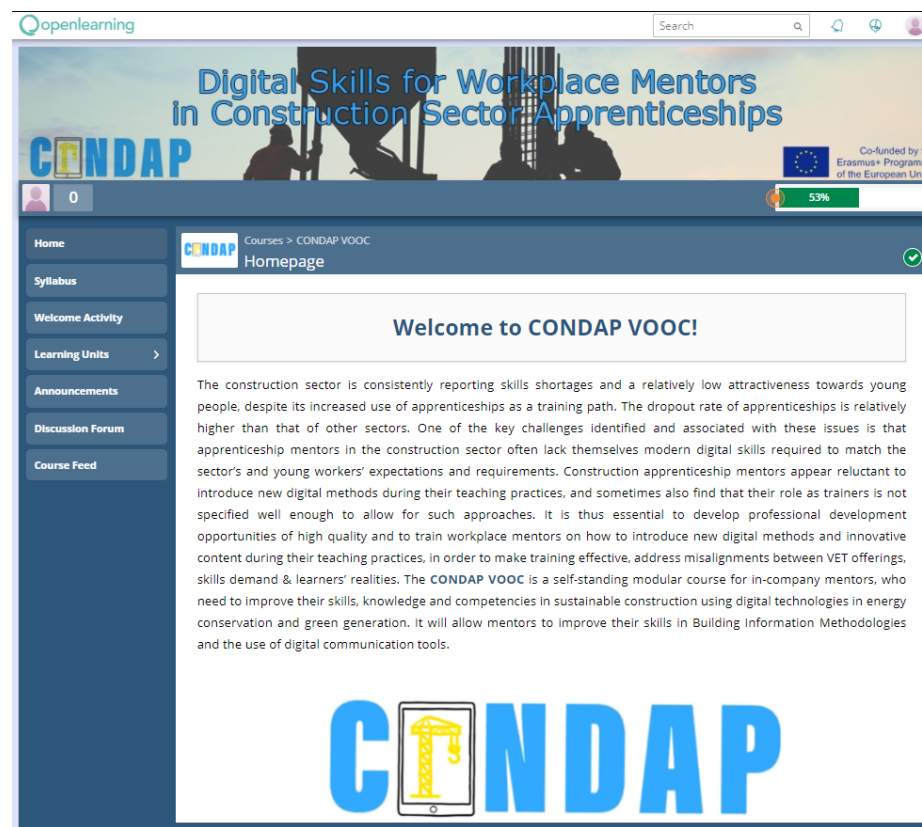 openlearning
Search
Digital Skills for Workplace Mentors
in Construction Sector Apprenticeships
CONDAP
Co-funded by
Erasmus+ Program
of the European Un
0
53%
Home
Syllabus
Welcome Activity
Learning Units
Announcements
Discussion Forum
Course Feed
CONDAP
Courses > CONDAP VOOC
Homepage
Welcome to CONDAP VOOC!
The construction sector is consistently reporting skills shortages and a relatively low attractiveness towards young
people, despite its increased use of apprenticeships as a training path. The dropout rate of apprenticeships is relatively
higher than that of other sectors. One of the key challenges identified and associated with these issues is that
apprenticeship mentors in the construction sector often lack themselves modern digital skills required to match the
sector's and young workers' expectations and requirements. Construction apprenticeship mentors appear reluctant to
introduce new digital methods during their teaching practices, and sometimes also find that their role as trainers is not
specified well enough to allow for such approaches. It is thus essential to develop professional development
opportunities of high quality and to train workplace mentors on how to introduce new digital methods and innovative
content during their teaching practices, in order to make training effective, address misalignments between VET offerings,
skills demand & learners' realities. The CONDAP VOOC is a self-standing modular course for in-company mentors, who
need to improve their skills, knowledge and competencies in sustainable construction using digital technologies in energy
conservation and green generation. It will allow mentors to improve their skills in Building Information Methodologies
and the use of digital communication tools.
CONDAP